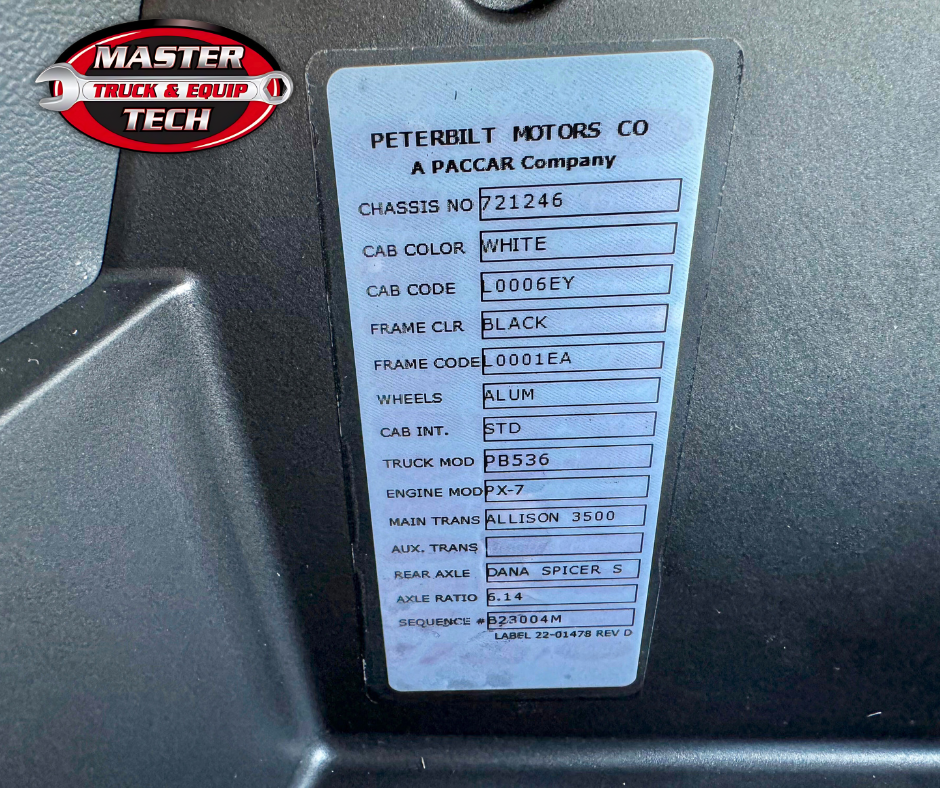 MASTER
TRUCK & EQUIP
TECH
PETERBILT MOTORS CO
A PACCAR Company
CHASSIS NO 721246
CAB COLOR WHITE
CAB CODE L0006EY
FRAME CLR BLACK
FRAME CODE L0001EA
WHEELS ALUM
CAB INT. STD
TRUCK MOD PB536
ENGINE MOD PX-7
MAIN TRANS ALLISON 3500
AUX. TRANS
REAR AXLE DANA SPICER S
AXLE RATIO 6.14
SEQUENCE # B23004M
LABEL 22-01478 REV D